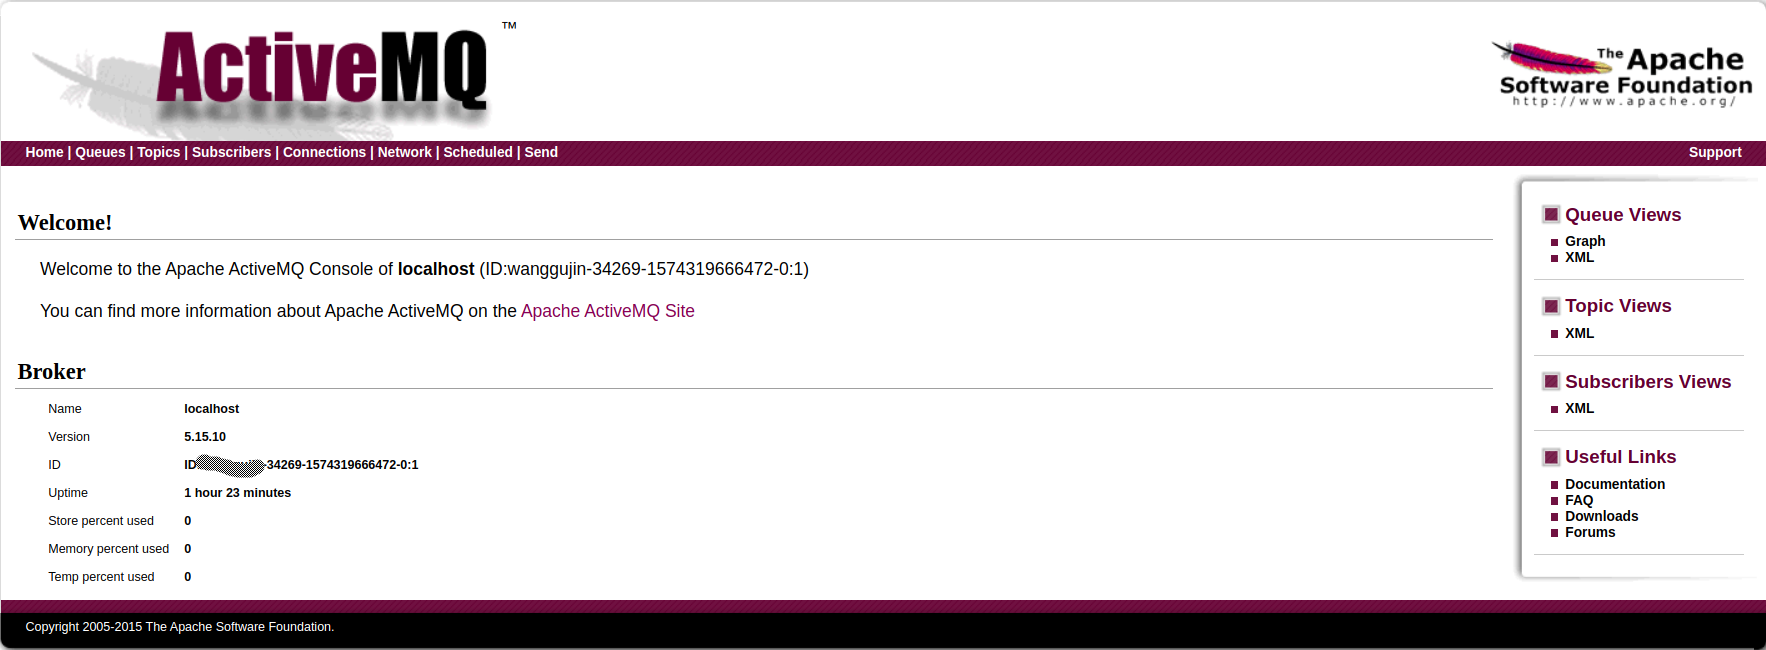 ActiveMQ ™
The Apache
Software Foundation
http://www.apache.org/
Home | Queues | Topics | Subscribers | Connections | Network | Scheduled | Send
Support
Welcome!
Welcome to the Apache ActiveMQ Console of localhost (ID:wanggujin-34269-1574319666472-0:1)
You can find more information about Apache ActiveMQ on the Apache ActiveMQ Site
Broker
Name localhost
Version 5.15.10
ID ID -34269-1574319666472-0:1
Uptime 1 hour 23 minutes
Store percent used 0
Memory percent used 0
Temp percent used 0
Queue Views
Graph
XML
Topic Views
XML
Subscribers Views
XML
Useful Links
Documentation
FAQ
Downloads
Forums
Copyright 2005-2015 The Apache Software Foundation.